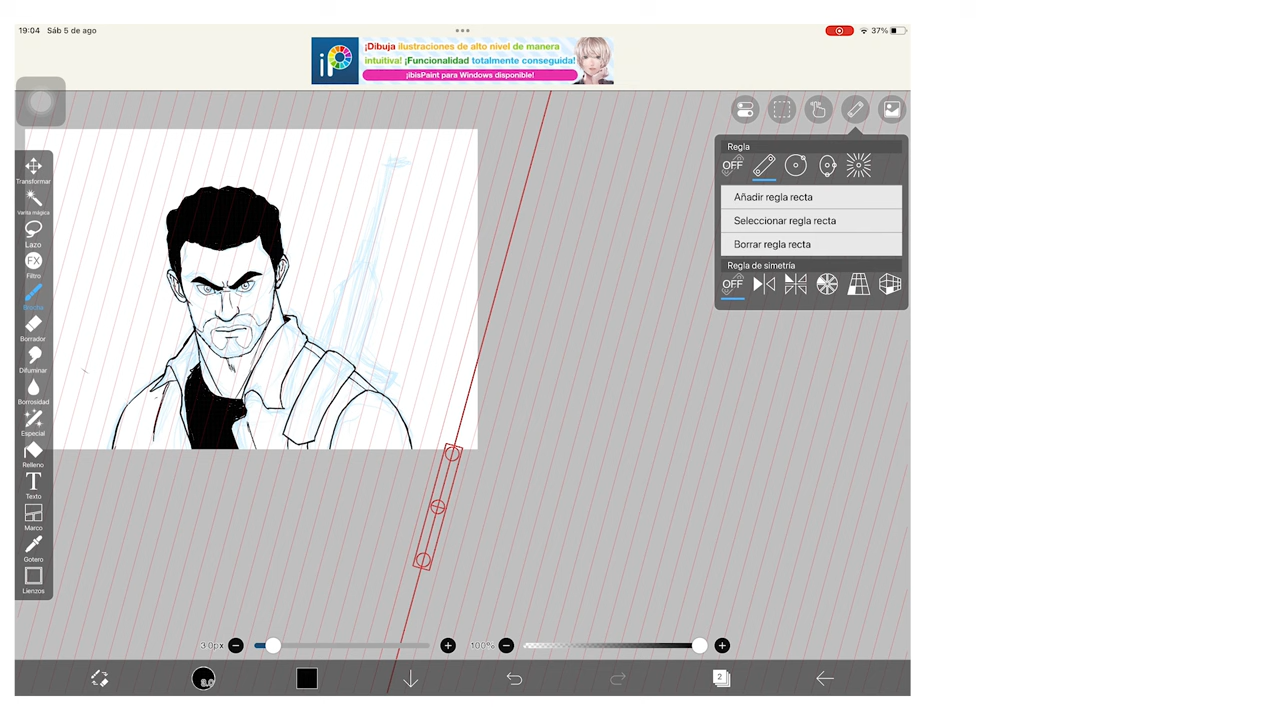 19:04 Sáb 5 de ago
37%
¡Dibuja ilustraciones de alto nivel de manera
intuitiva! ¡Funcionalidad totalmente conseguida!
¡ibisPaint para Windows disponible!
iP
Regla
OFF
Añadir regla recta
Seleccionar regla recta
Borrar regla recta
Regla de simetría
OFF
Transformar
Varita mágica
Lazo
FX
Filtro
Brocha
Borrador
Difuminar
Borrosidad
Especial
Relleno
T
Texto
Marco
Gotero
Lienzos
3.0px
100%
3.0
2